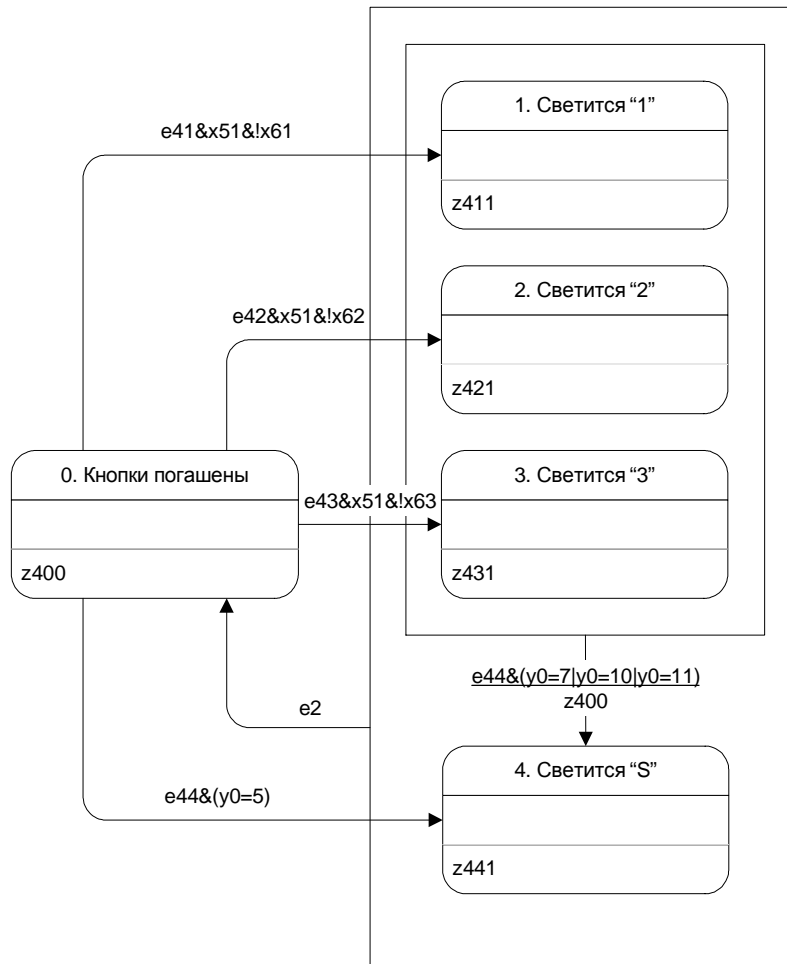 1. Светится “1”
e41&x51&!x61
z411
2. Светится “2”
e42&x51&!x62
z421
0. Кнопки погашены
3. Светится “3”
e43&x51&!x63
z400
z431
e44&(y0=7|y0=10|y0=11)
z400
e2
4. Светится “S”
e44&(y0=5)
z441